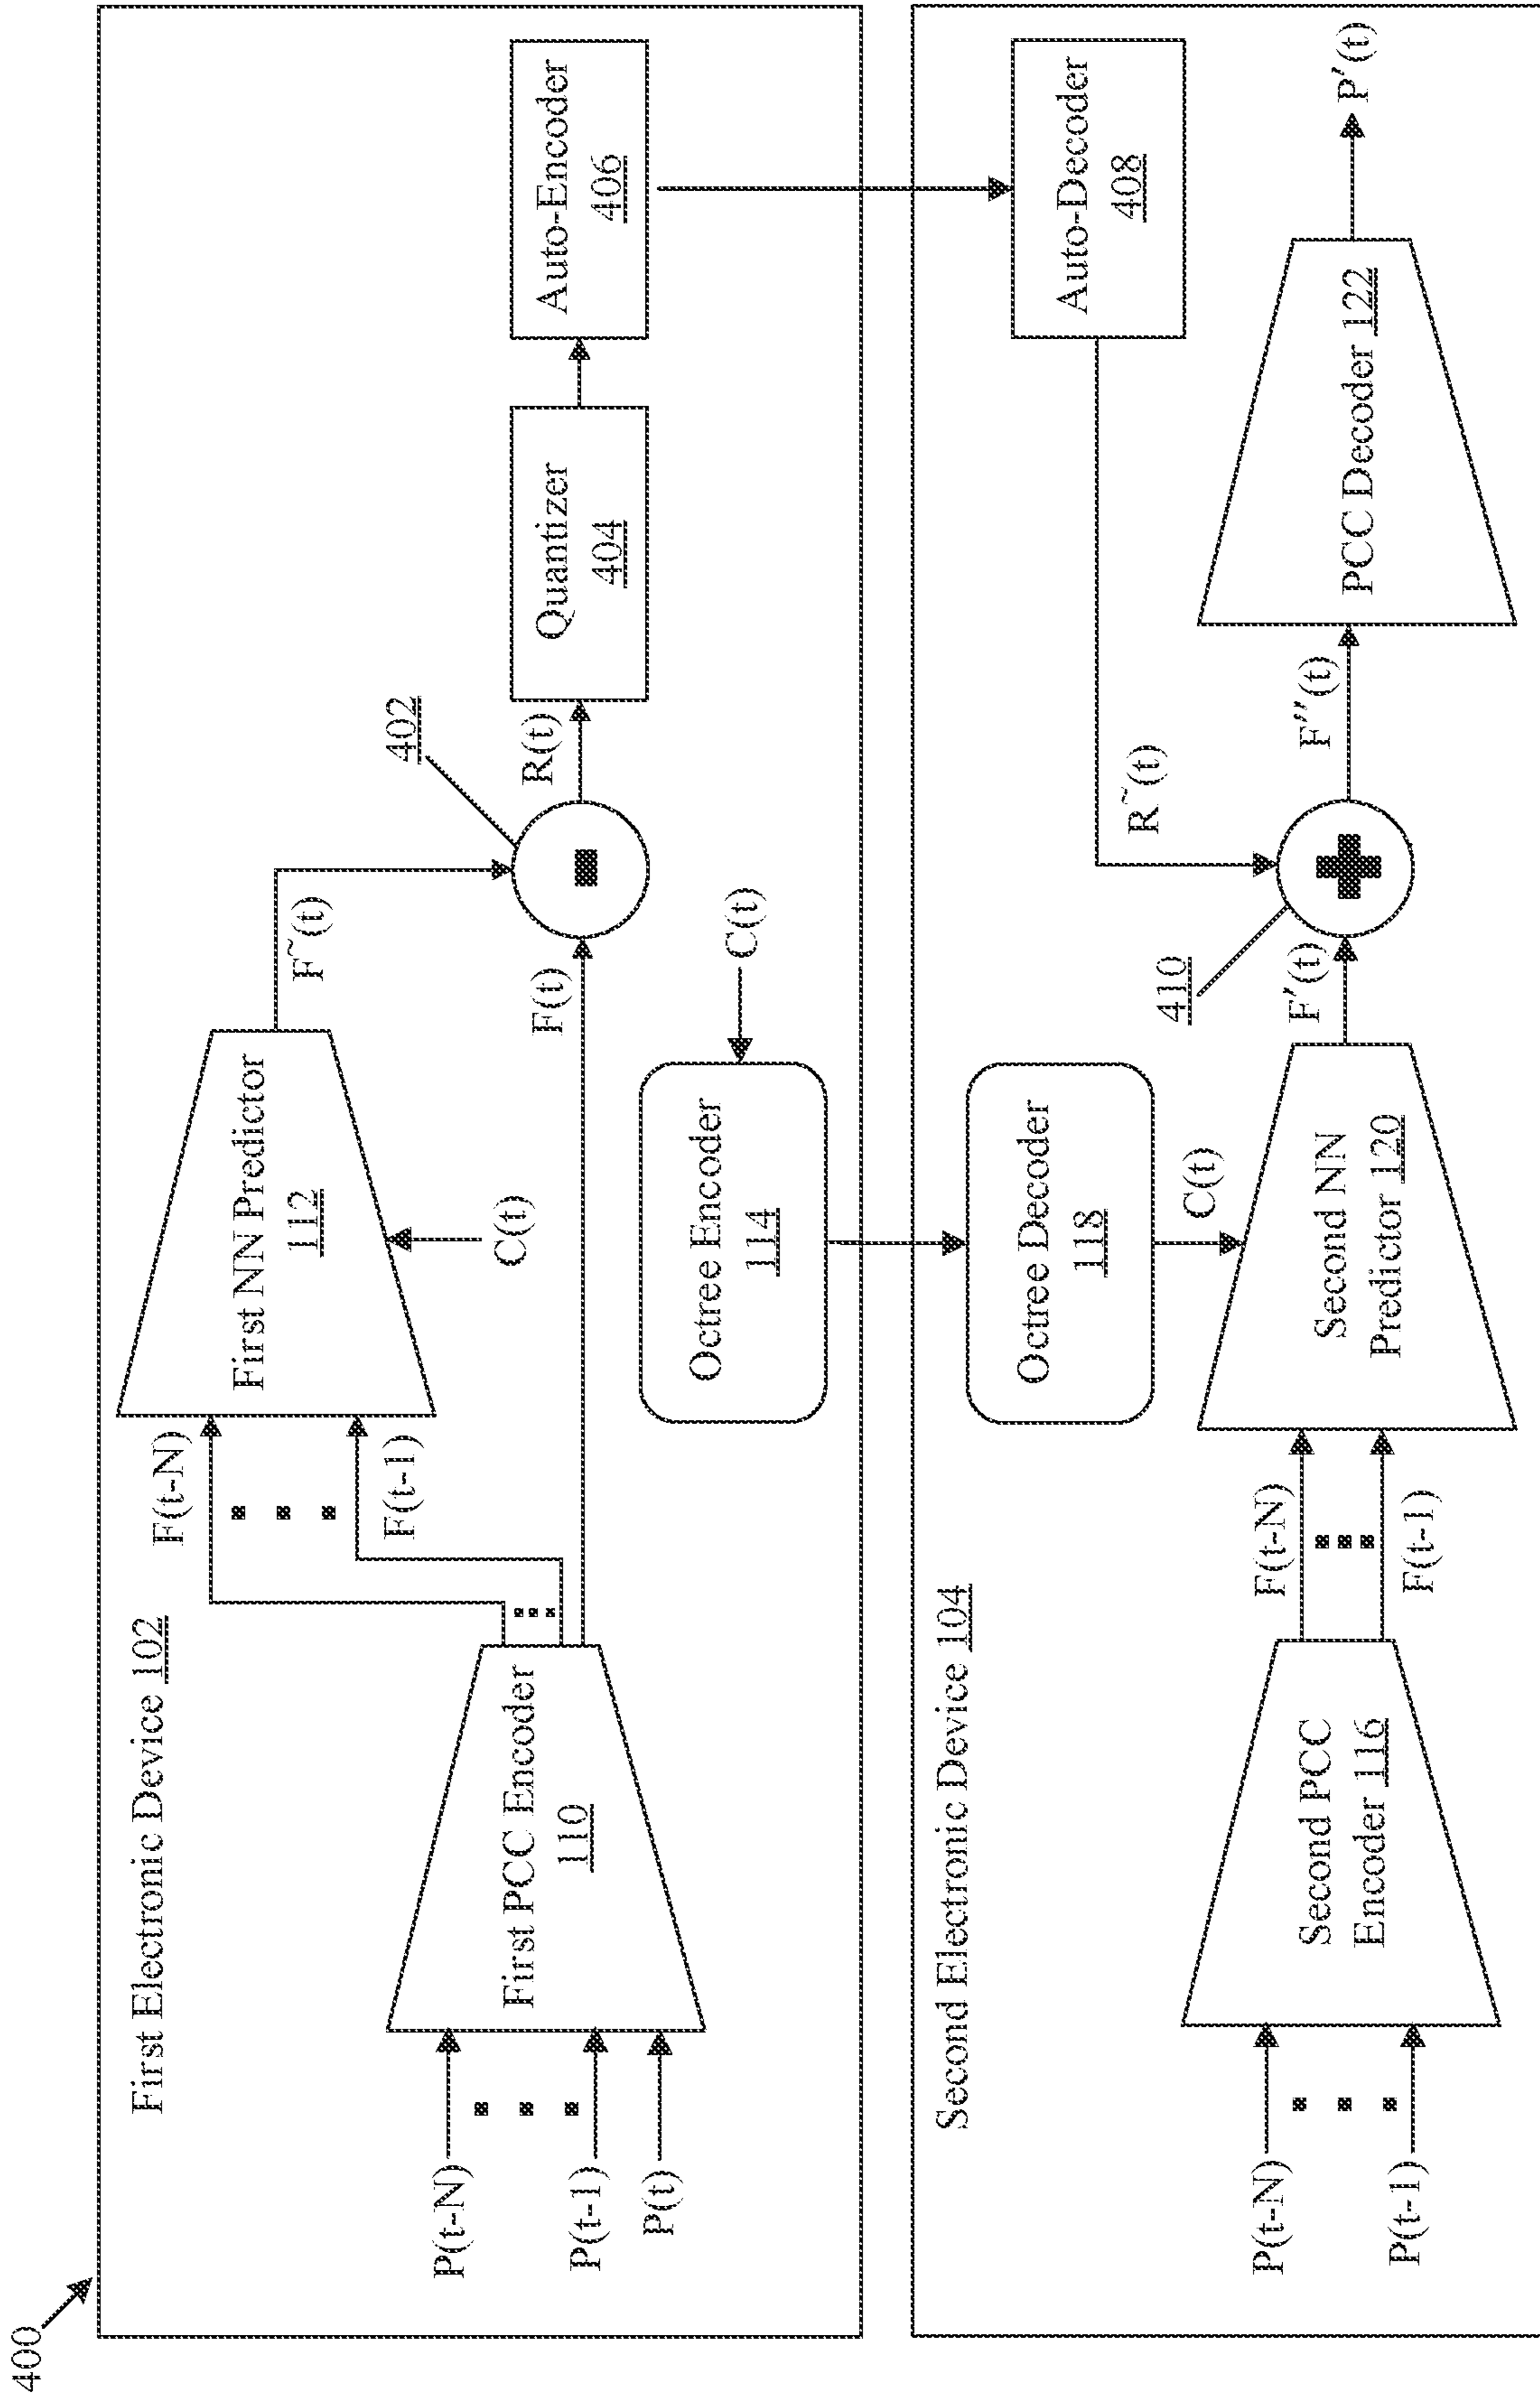 400
First Electronic Device 102
P(t-N)
P(t-1)
P(t)
First PCC Encoder
110
F(t-N)
F(t-1)
First NN Predictor
112
C(t)
F~(t)
F(t)
402
R(t)
Quantizer
404
Auto-Encoder
406
Octree Encoder
114
C(t)
Second Electronic Device 104
P(t-N)
P(t-1)
Second PCC
Encoder 116
F(t-N)
F(t-1)
Octree Decoder
118
C(t)
Second NN
Predictor 120
F'(t)
410
R~(t)
F''(t)
Auto-Decoder
408
PCC Decoder 122
P'(t)